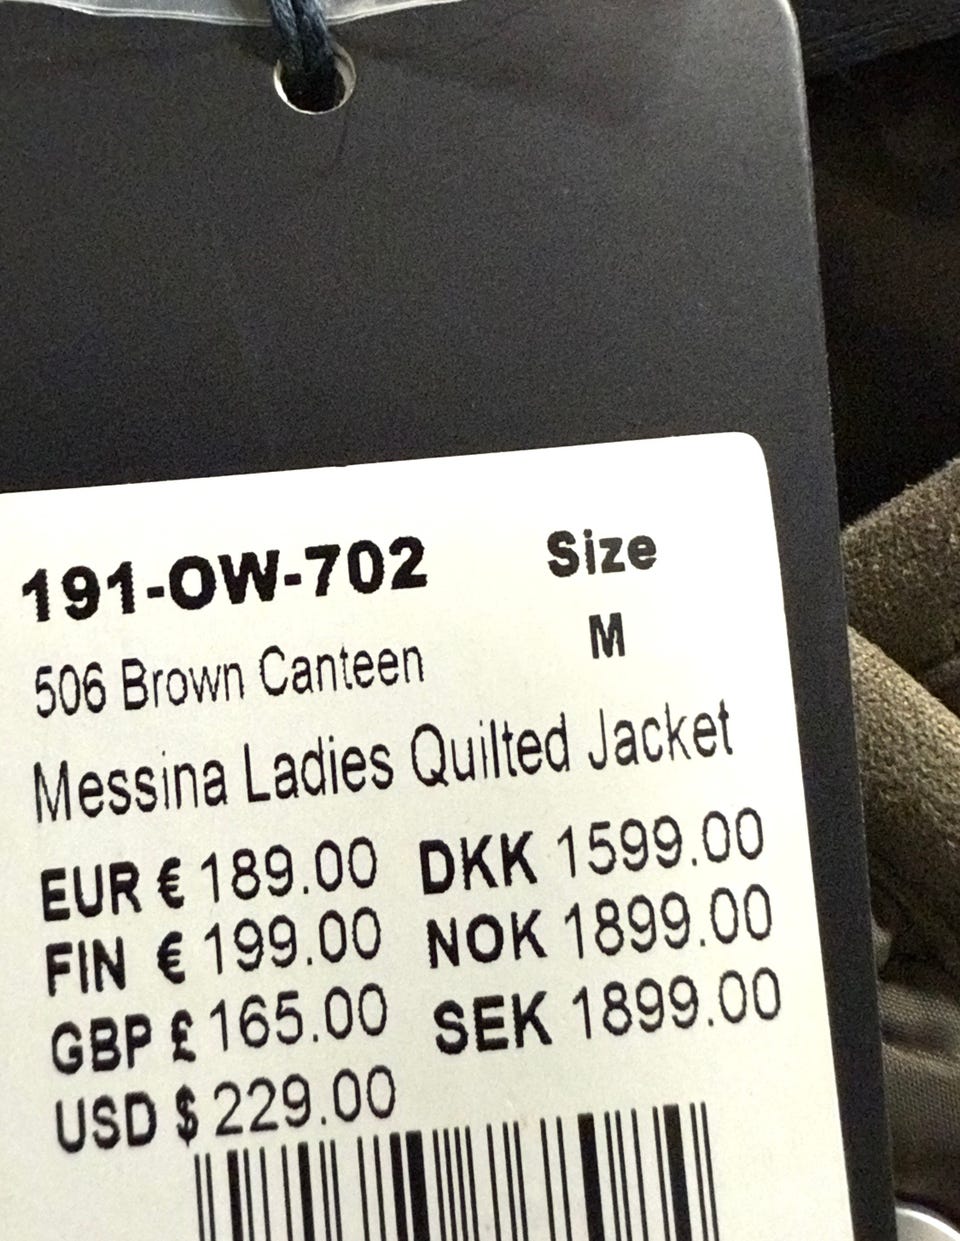 191-OW-702 Size
506 Brown Canteen M
Messina Ladies Quilted Jacket
EUR € 189.00 DKK 1599.00
FIN € 199.00 NOK 1899.00
GBP £ 165.00 SEK 1899.00
USD $ 229.00